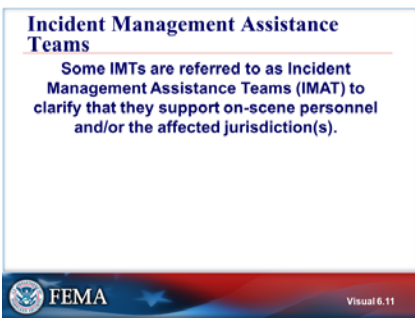 Incident Management Assistance
Teams
Some IMTs are referred to as Incident
Management Assistance Teams (IMAT) to
clarify that they support on-scene personnel
and/or the affected jurisdiction(s).
FEMA
Visual 6.11